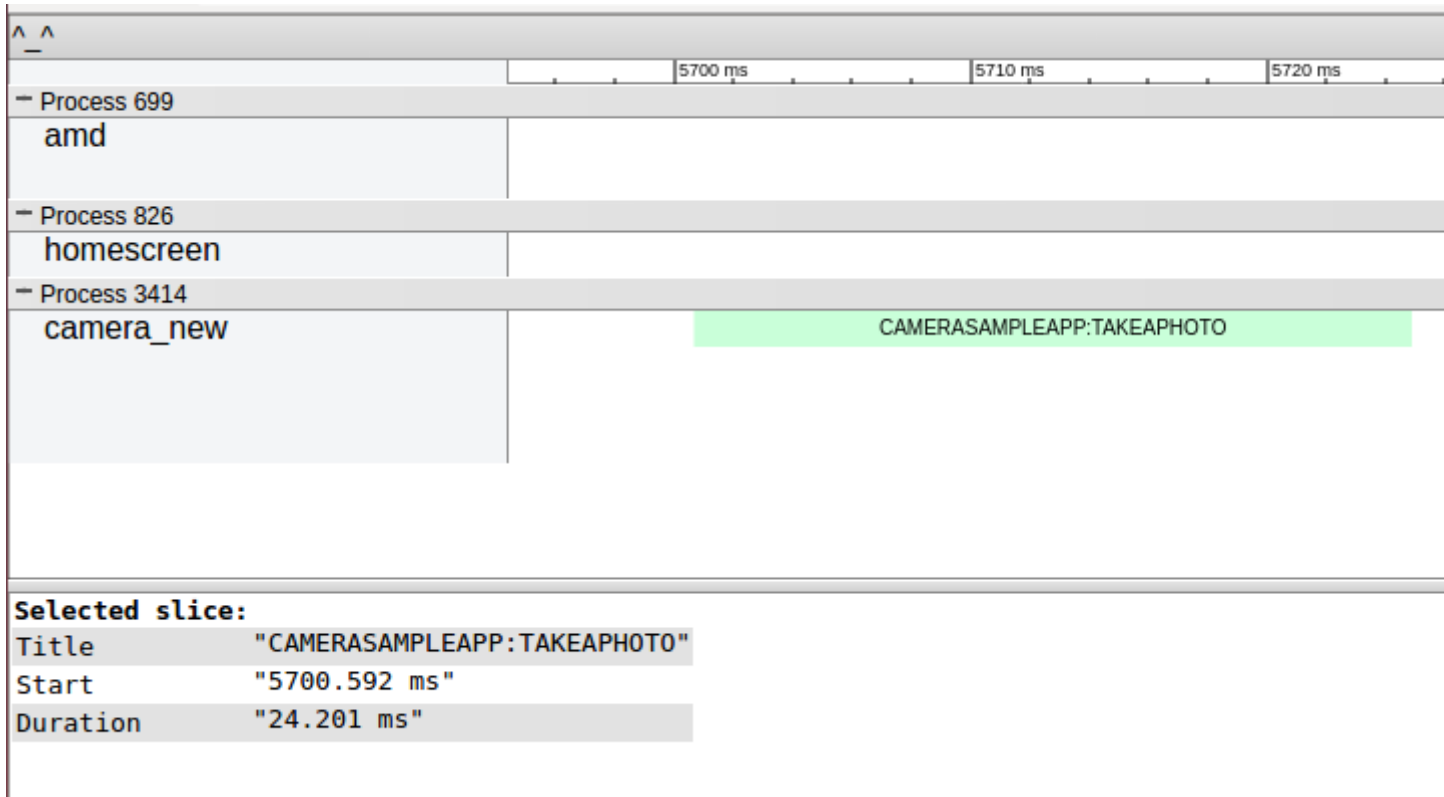 ^_^
5700 ms 5710 ms 5720 ms
− Process 699
amd
− Process 826
homescreen
− Process 3414
camera_new CAMERASAMPLEAPP:TAKEAPHOTO
Selected slice:
Title "CAMERASAMPLEAPP:TAKEAPHOTO"
Start "5700.592 ms"
Duration "24.201 ms"